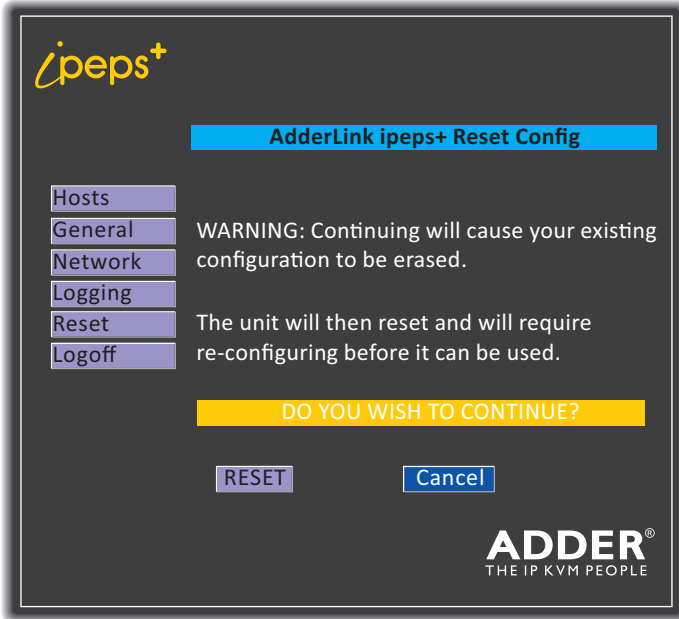 ipeps+
AdderLink ipeps+ Reset Config
Hosts
General
Network
Logging
Reset
Logoff
WARNING: Continuing will cause your existing
configuration to be erased.
The unit will then reset and will require
re-configuring before it can be used.
DO YOU WISH TO CONTINUE?
RESET
Cancel
ADDER®
THE IP KVM PEOPLE